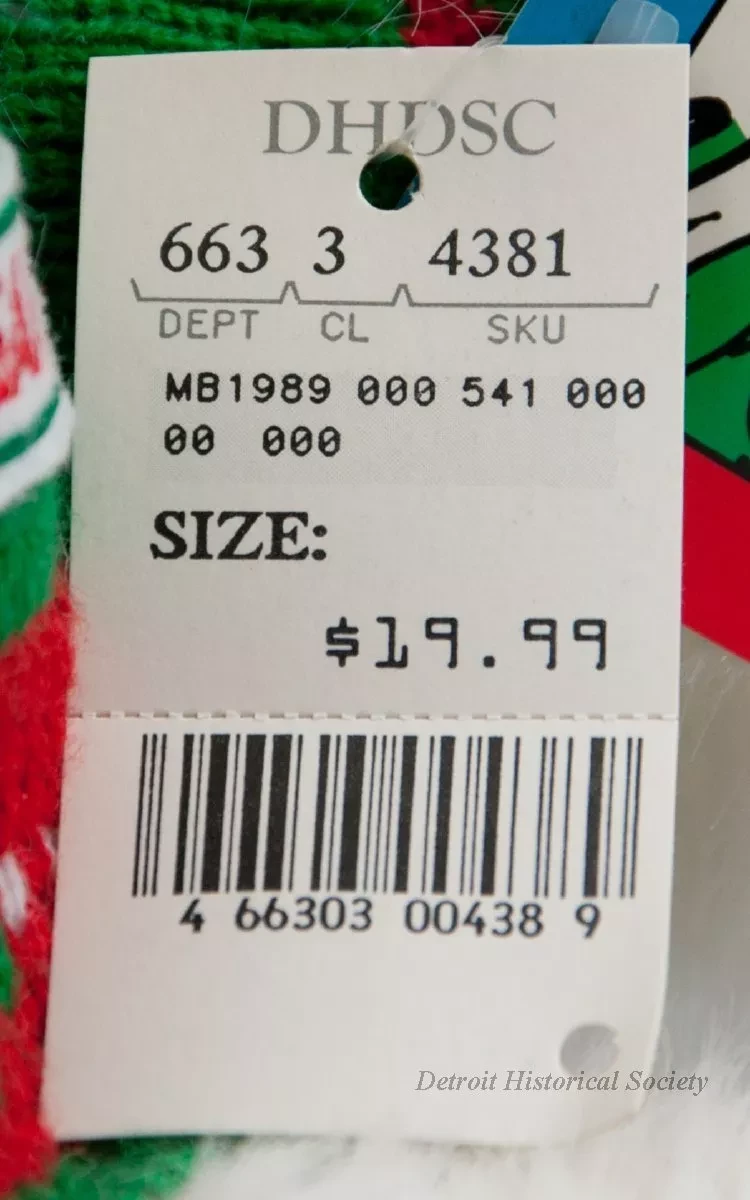 DHDSC
663 3 4381
DEPT CL SKU
MB1989 000 541 000
00 000
SIZE:
$19.99
4 66303 00438 9
Detroit Historical Society